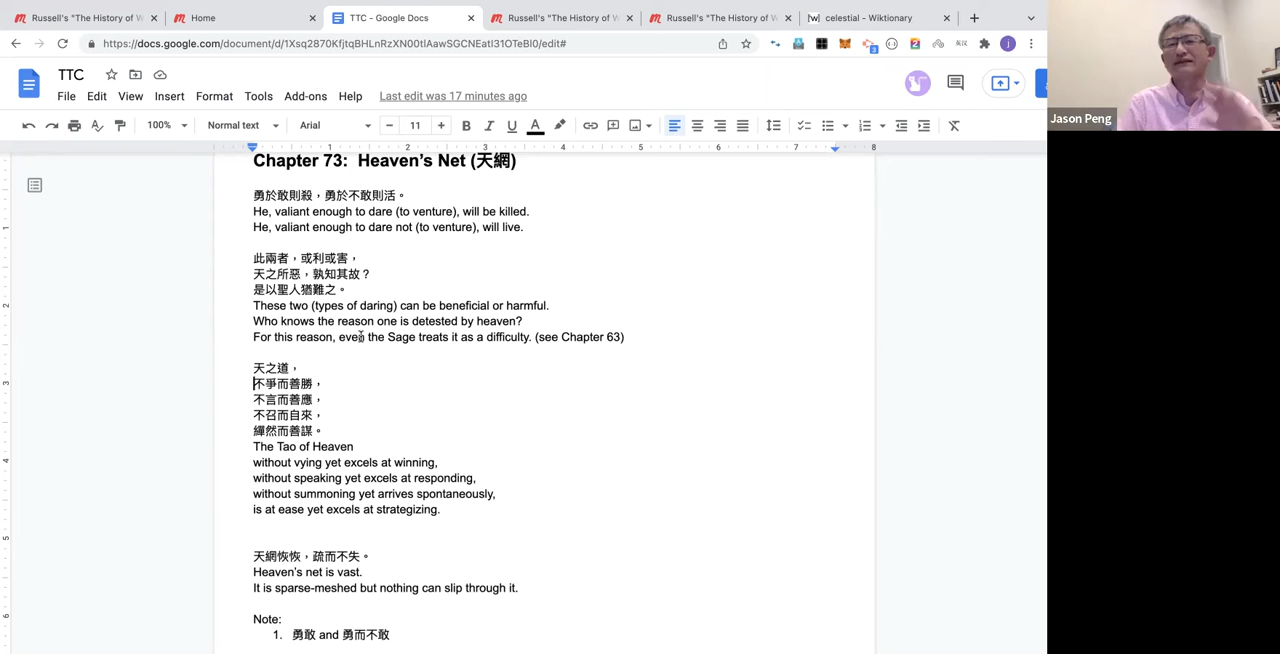 Russell's "The History of W
Home
TTC - Google Docs
Russell's "The History of W
Russell's "The History of W
celestial - Wiktionary
https://docs.google.com/document/d/1Xsq2870KfjtqBHLnRzXN00tIAawSGCNEatI31OTeBl0/edit#
TTC
File Edit View Insert Format Tools Add-ons Help Last edit was 17 minutes ago
100% Normal text Arial 11
1 2 3 4 5 6 7 8
Jason Peng
Chapter 73: Heaven's Net (天網)
勇於敢則殺，勇於不敢則活。
He, valiant enough to dare (to venture), will be killed.
He, valiant enough to dare not (to venture), will live.
此兩者，或利或害，
天之所惡，孰知其故？
是以聖人猶難之。
These two (types of daring) can be beneficial or harmful.
Who knows the reason one is detested by heaven?
For this reason, even the Sage treats it as a difficulty. (see Chapter 63)
天之道，
不爭而善勝，
不言而善應，
不召而自來，
繟然而善謀。
The Tao of Heaven
without vying yet excels at winning,
without speaking yet excels at responding,
without summoning yet arrives spontaneously,
is at ease yet excels at strategizing.
天網恢恢，疏而不失。
Heaven's net is vast.
It is sparse-meshed but nothing can slip through it.
Note:
1. 勇敢 and 勇而不敢